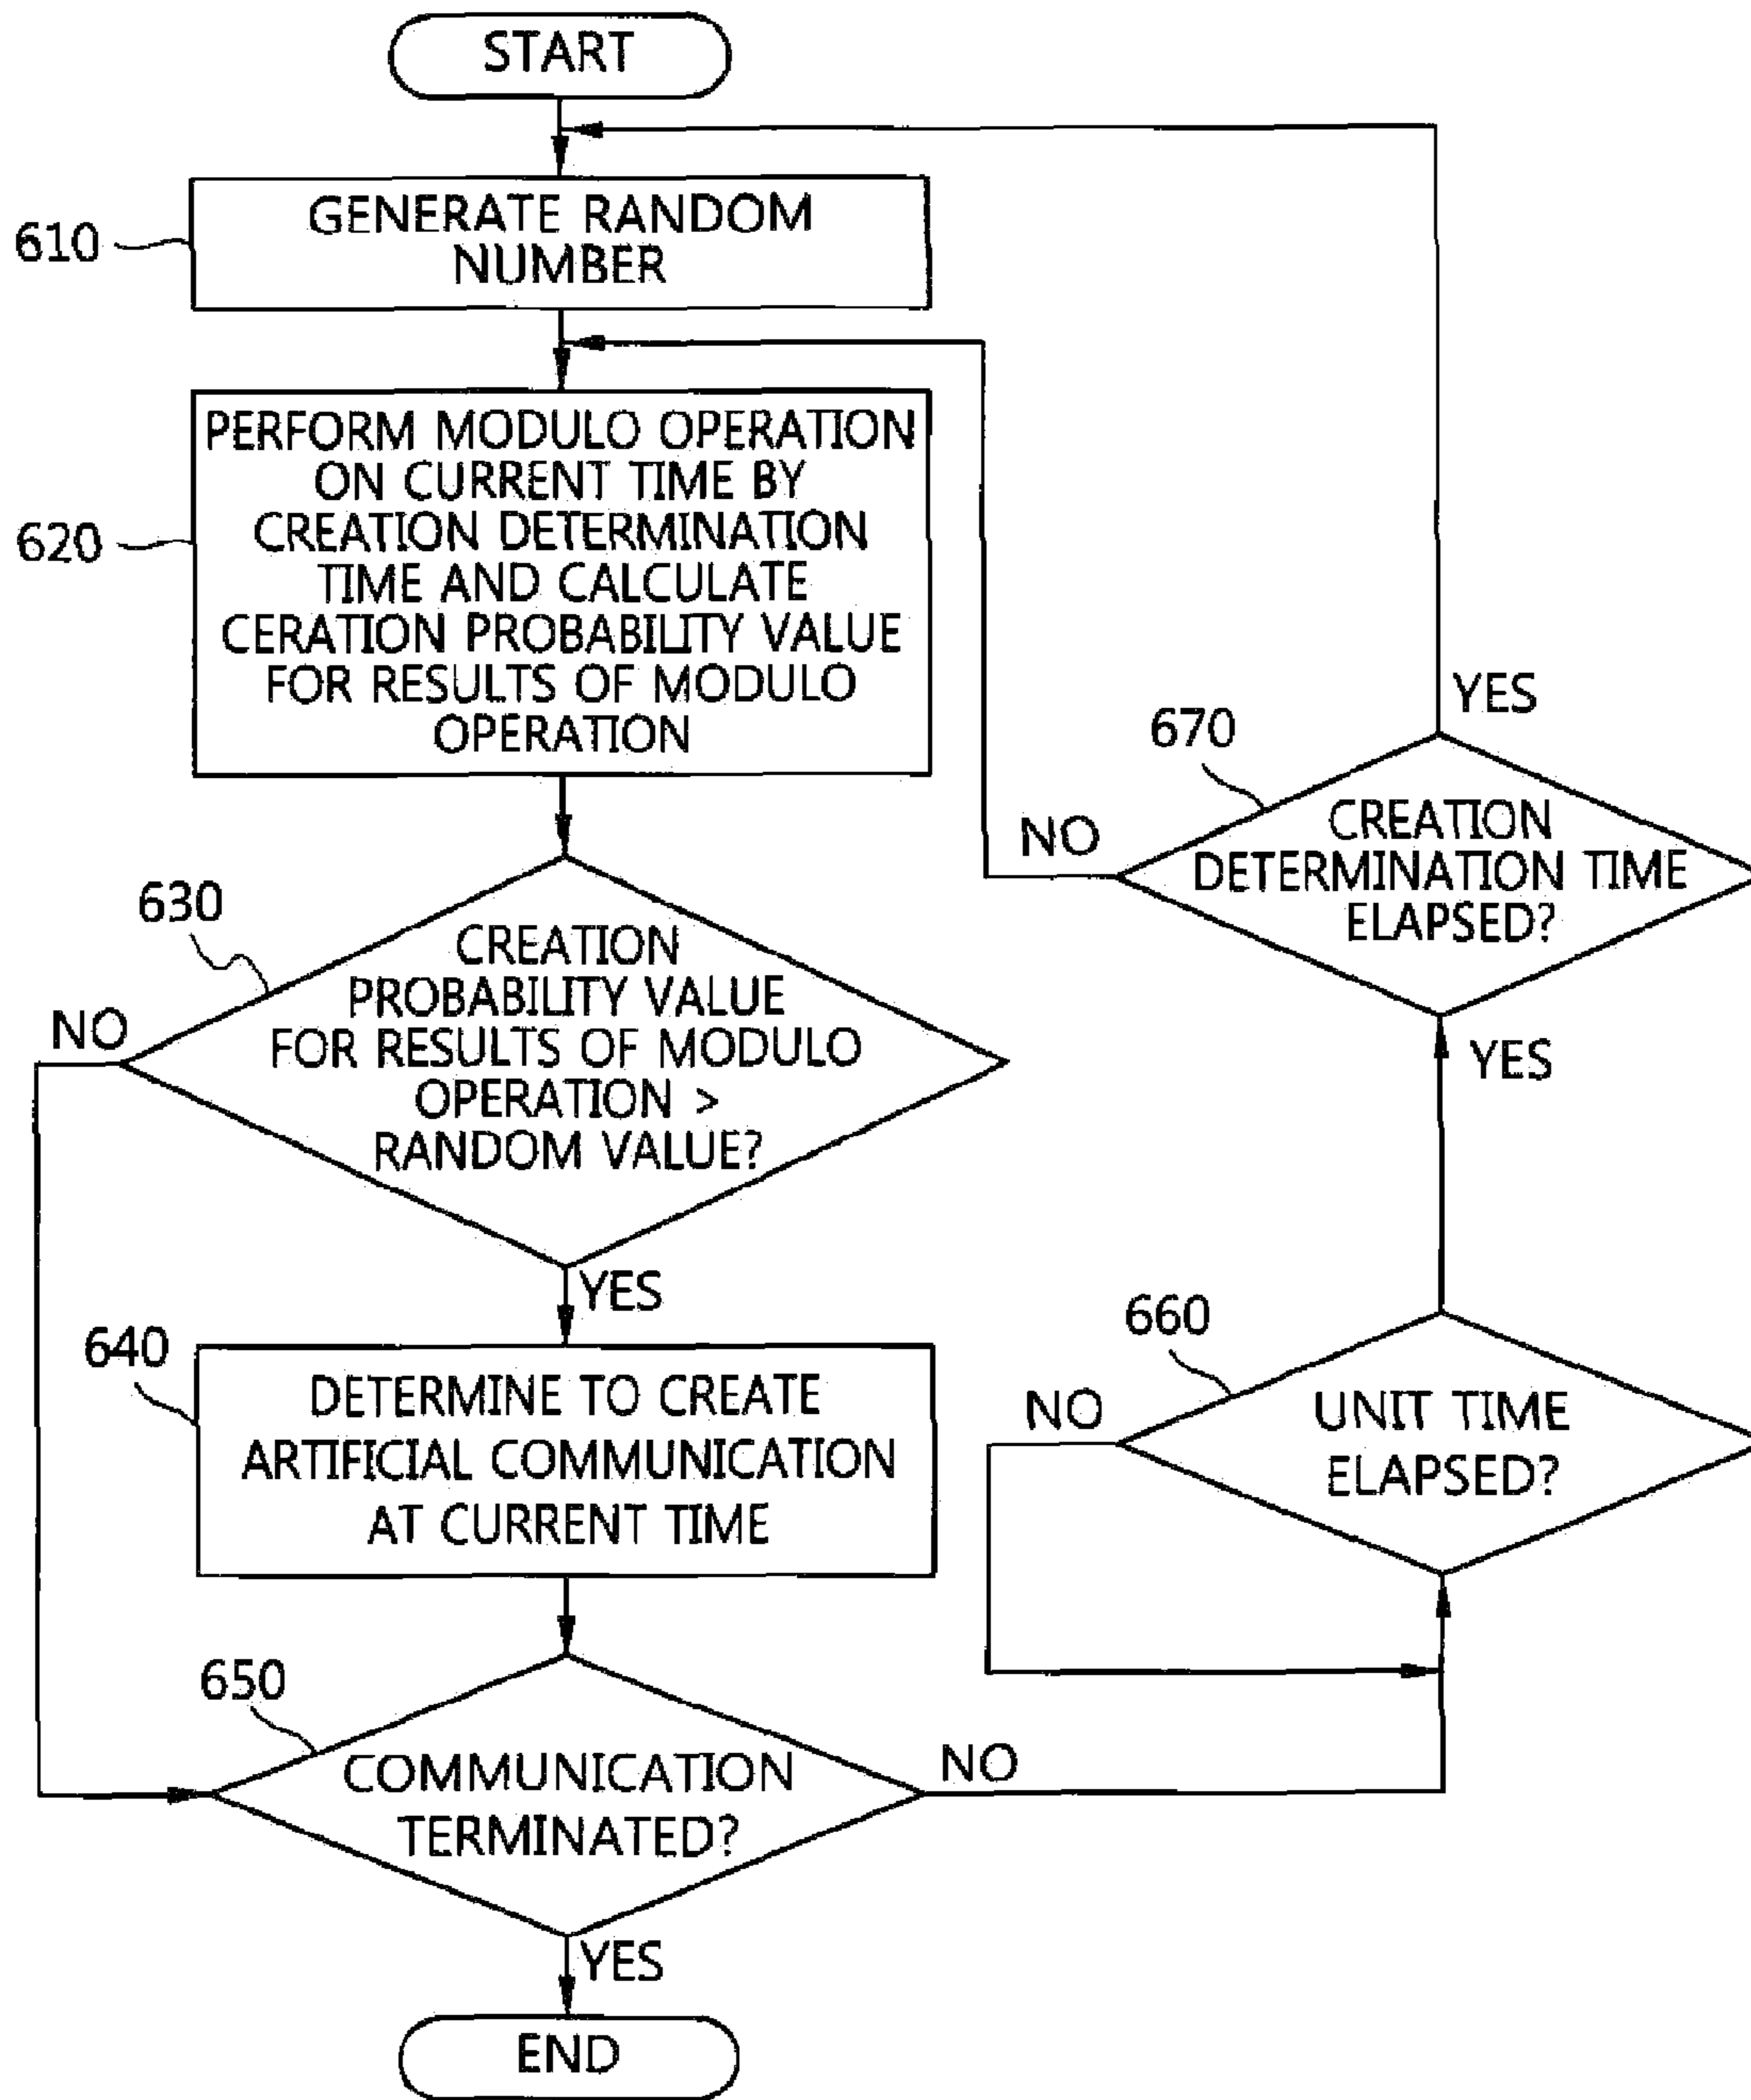 START
610
GENERATE RANDOM
NUMBER
620
PERFORM MODULO OPERATION
ON CURRENT TIME BY
CREATION DETERMINATION
TIME AND CALCULATE
CERATION PROBABILITY VALUE
FOR RESULTS OF MODULO
OPERATION
630
CREATION
PROBABILITY VALUE
FOR RESULTS OF MODULO
OPERATION >
RANDOM VALUE?
NO
YES
640
DETERMINE TO CREATE
ARTIFICIAL COMMUNICATION
AT CURRENT TIME
650
COMMUNICATION
TERMINATED?
NO
YES
END
660
UNIT TIME
ELAPSED?
NO
YES
670
CREATION
DETERMINATION TIME
ELAPSED?
NO
YES